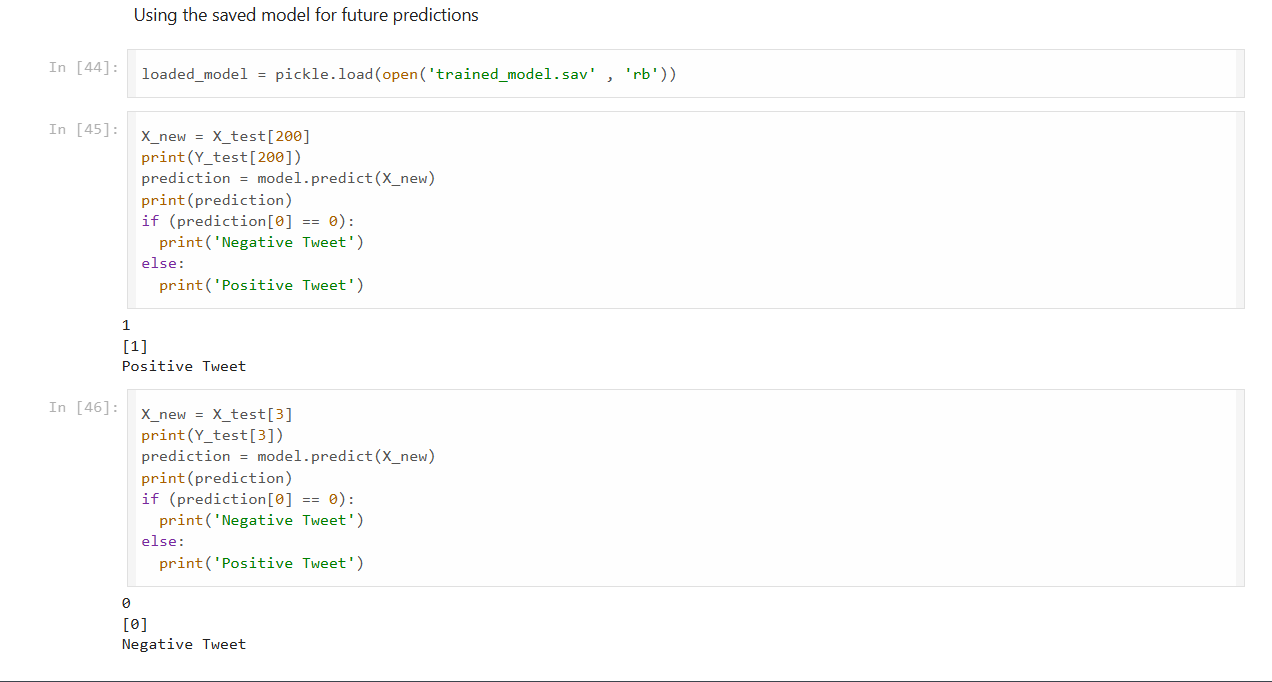 Using the saved model for future predictions
In [44]:
loaded_model = pickle.load(open('trained_model.sav' , 'rb'))
In [45]:
X_new = X_test[200]
print(Y_test[200])
prediction = model.predict(X_new)
print(prediction)
if (prediction[0] == 0):
  print('Negative Tweet')
else:
  print('Positive Tweet')
1
[1]
Positive Tweet
In [46]:
X_new = X_test[3]
print(Y_test[3])
prediction = model.predict(X_new)
print(prediction)
if (prediction[0] == 0):
  print('Negative Tweet')
else:
  print('Positive Tweet')
0
[0]
Negative Tweet